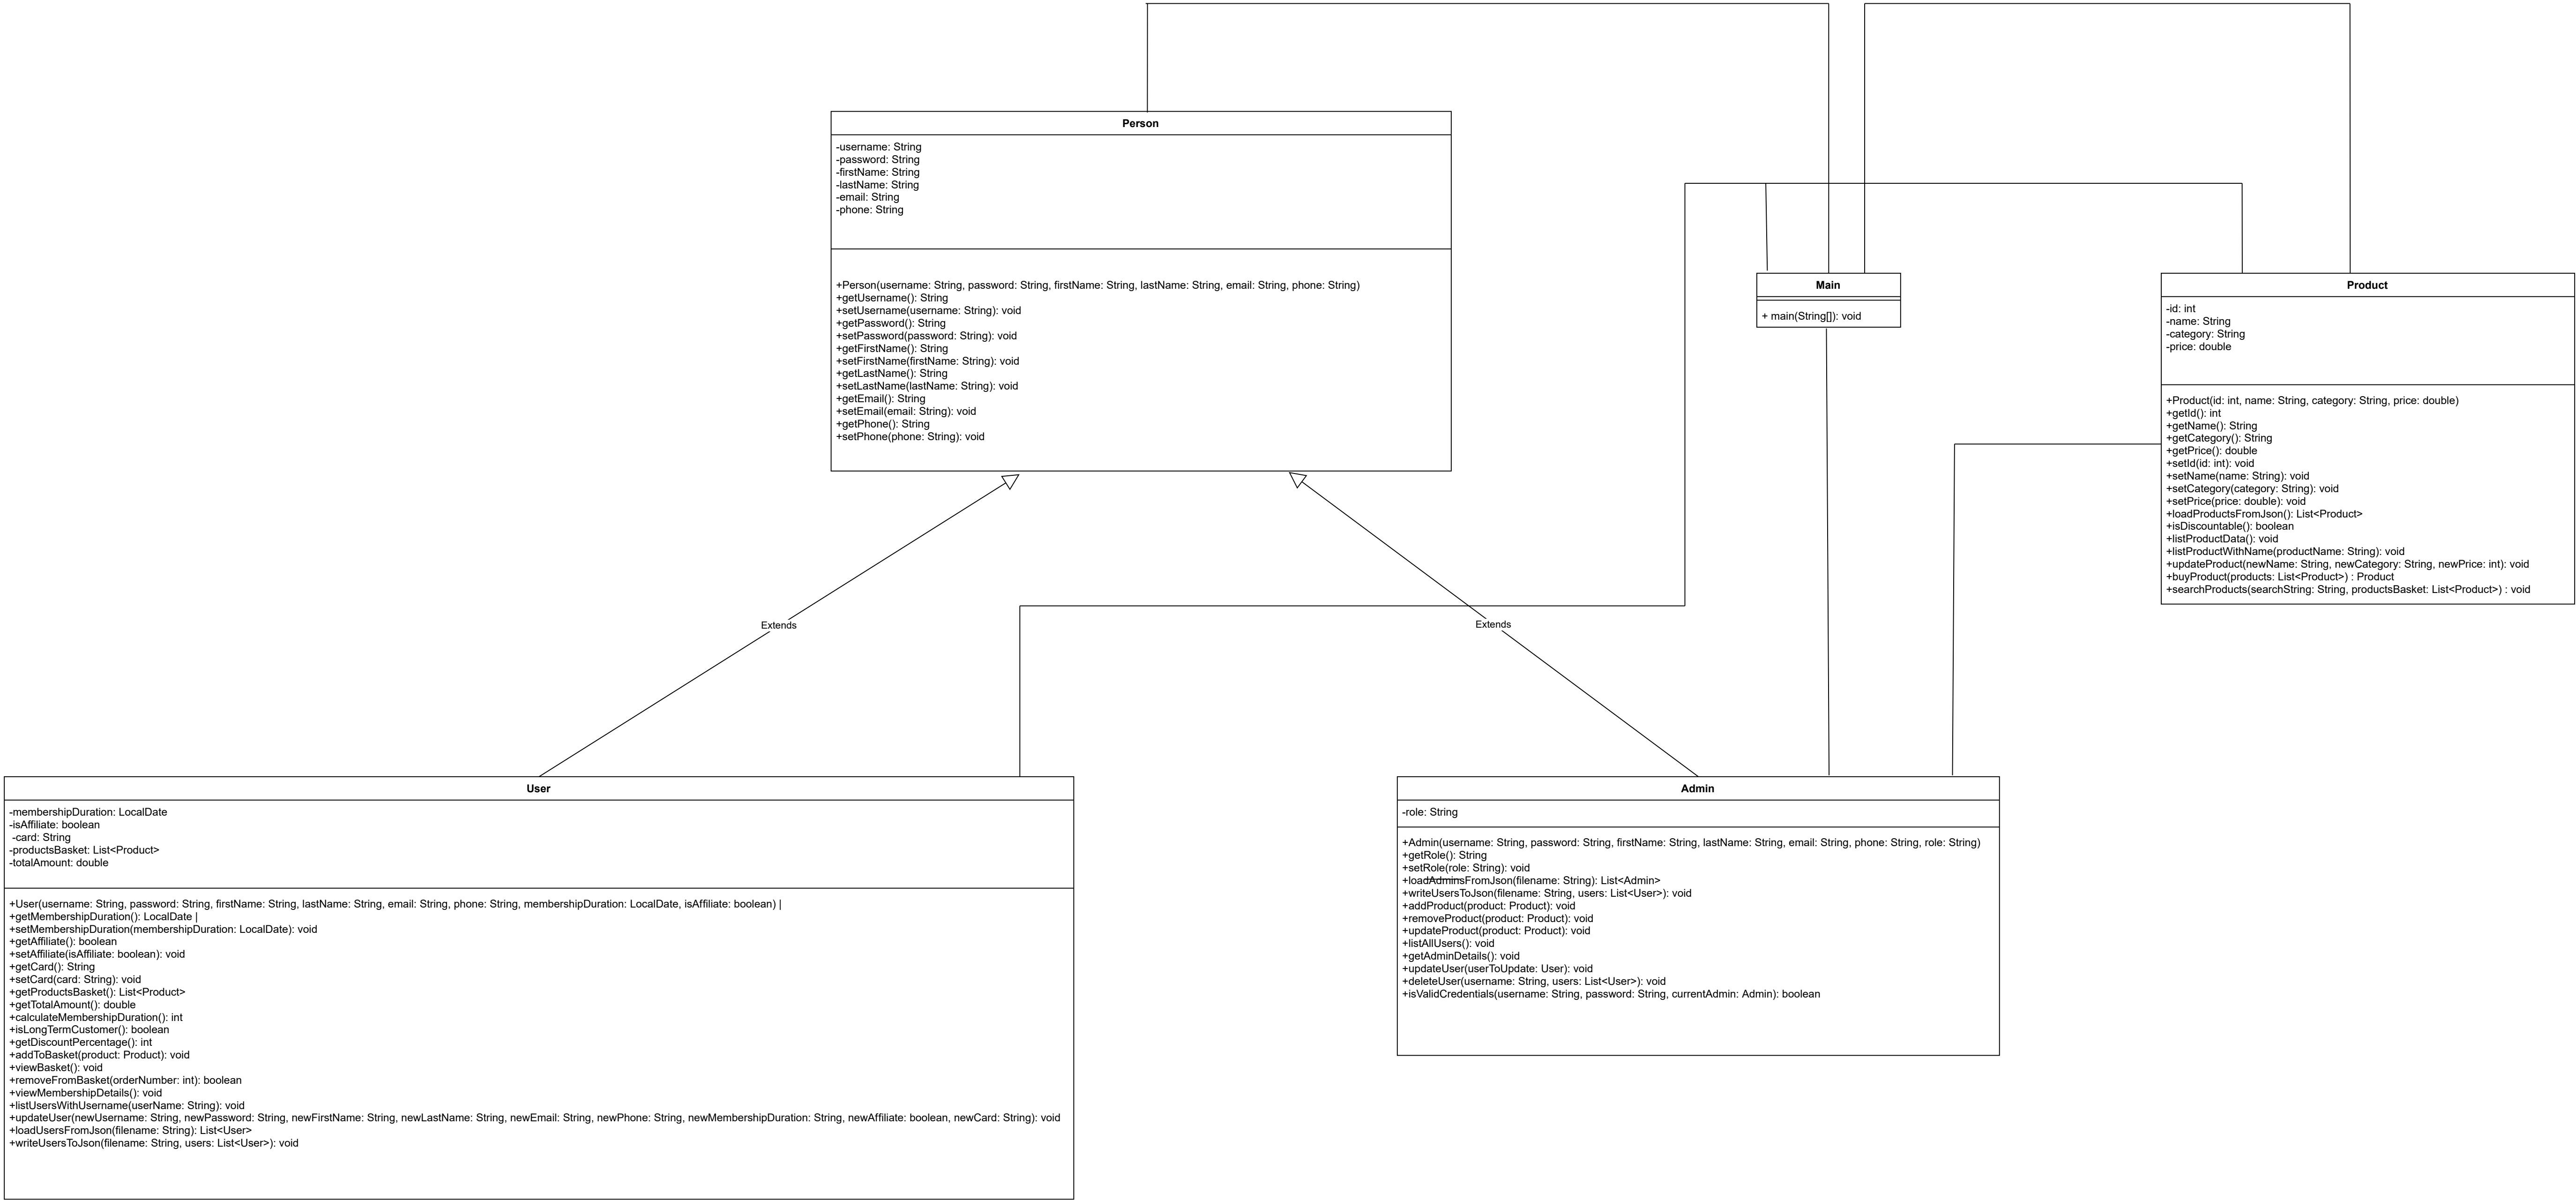 Person
-username: String
-password: String
-firstName: String
-lastName: String
-email: String
-phone: String
+Person(username: String, password: String, firstName: String, lastName: String, email: String, phone: String)
+getUsername(): String
+setUsername(username: String): void
+getPassword(): String
+setPassword(password: String): void
+getFirstName(): String
+setFirstName(firstName: String): void
+getLastName(): String
+setLastName(lastName: String): void
+getEmail(): String
+setEmail(email: String): void
+getPhone(): String
+setPhone(phone: String): void
Main
+ main(String[]): void
Product
-id: int
-name: String
-category: String
-price: double
+Product(id: int, name: String, category: String, price: double)
+getId(): int
+getName(): String
+getCategory(): String
+getPrice(): double
+setId(id: int): void
+setName(name: String): void
+setCategory(category: String): void
+setPrice(price: double): void
+loadProductsFromJson(): List<Product>
+isDiscountable(): boolean
+listProductData(): void
+listProductWithName(productName: String): void
+updateProduct(newName: String, newCategory: String, newPrice: int): void
+buyProduct(products: List<Product>) : Product
+searchProducts(searchString: String, productsBasket: List<Product>) : void
Extends
Extends
User
-membershipDuration: LocalDate
-isAffiliate: boolean
-card: String
-productsBasket: List<Product>
-totalAmount: double
+User(username: String, password: String, firstName: String, lastName: String, email: String, phone: String, membershipDuration: LocalDate, isAffiliate: boolean) |
+getMembershipDuration(): LocalDate |
+setMembershipDuration(membershipDuration: LocalDate): void
+getAffiliate(): boolean
+setAffiliate(isAffiliate: boolean): void
+getCard(): String
+setCard(card: String): void
+getProductsBasket(): List<Product>
+getTotalAmount(): double
+calculateMembershipDuration(): int
+isLongTermCustomer(): boolean
+getDiscountPercentage(): int
+addToBasket(product: Product): void
+viewBasket(): void
+removeFromBasket(orderNumber: int): boolean
+viewMembershipDetails(): void
+listUsersWithUsername(userName: String): void
+updateUser(newUsername: String, newPassword: String, newFirstName: String, newLastName: String, newEmail: String, newPhone: String, newMembershipDuration: String, newAffiliate: boolean, newCard: String): void
+loadUsersFromJson(filename: String): List<User>
+writeUsersToJson(filename: String, users: List<User>): void
Admin
-role: String
+Admin(username: String, password: String, firstName: String, lastName: String, email: String, phone: String, role: String)
+getRole(): String
+setRole(role: String): void
+loadAdminsFromJson(filename: String): List<Admin>
+writeUsersToJson(filename: String, users: List<User>): void
+addProduct(product: Product): void
+removeProduct(product: Product): void
+updateProduct(product: Product): void
+listAllUsers(): void
+getAdminDetails(): void
+updateUser(userToUpdate: User): void
+deleteUser(username: String, users: List<User>): void
+isValidCredentials(username: String, password: String, currentAdmin: Admin): boolean